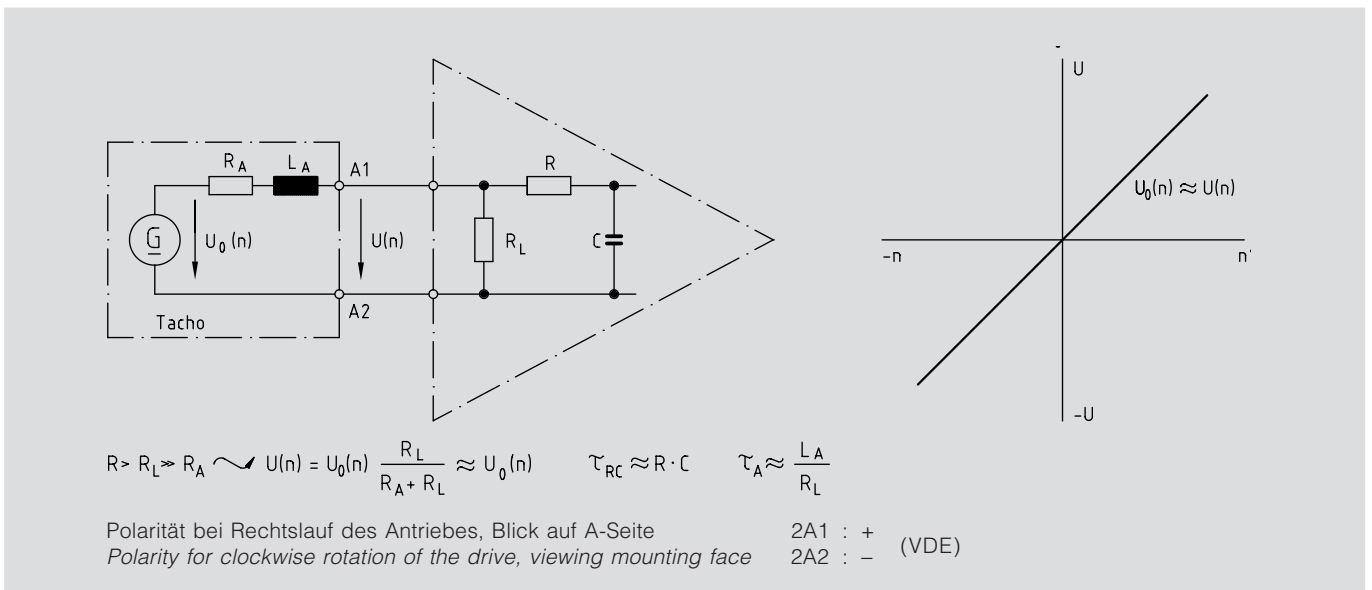 U
R_A L_A A1 R
U_0(n) ≈ U(n)
G U_0(n) U(n) R_L C
-n n
A2
Tacho
-U
R > R_L ≫ R_A ↝ U(n) = U_0(n) R_L / (R_A + R_L) ≈ U_0(n) τ_RC ≈ R · C τ_A ≈ L_A / R_L
Polarität bei Rechtslauf des Antriebes, Blick auf A-Seite 2A1 : +
Polarity for clockwise rotation of the drive, viewing mounting face 2A2 : –
(VDE)